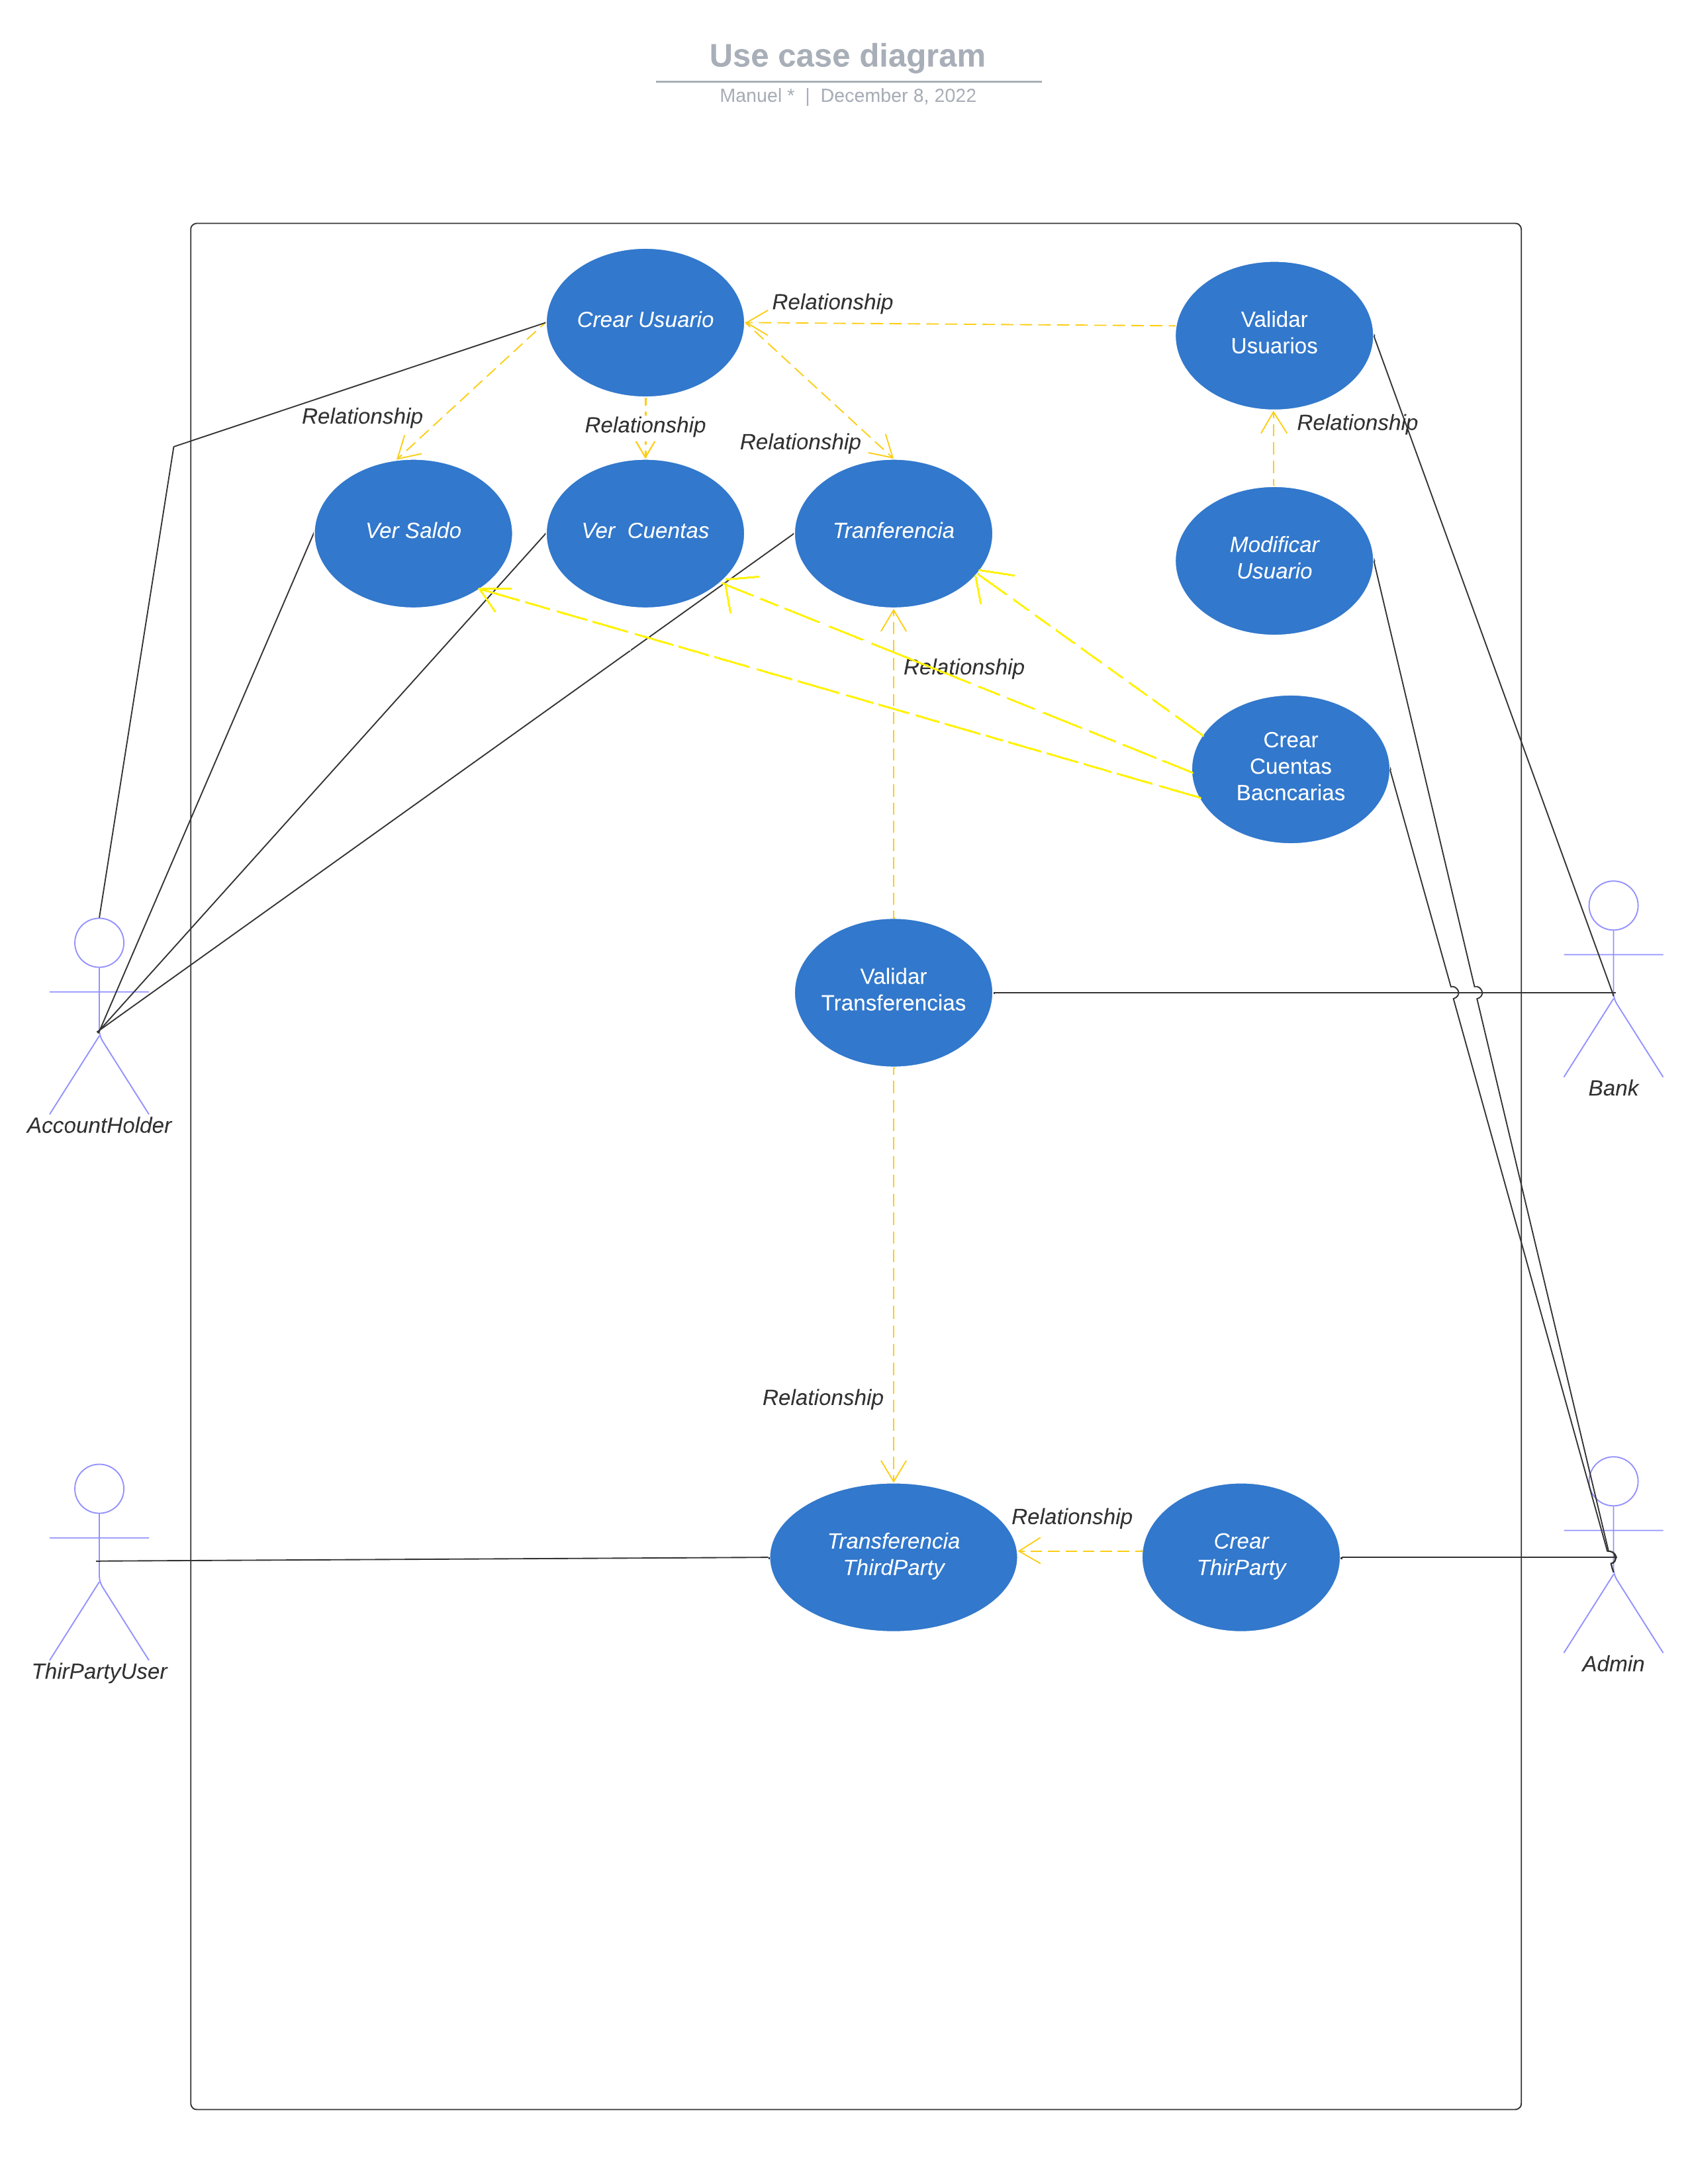 Use case diagram
Manuel * | December 8, 2022
Crear Usuario
Relationship
Validar
Usuarios
Relationship
Relationship
Relationship
Relationship
Ver Saldo
Ver  Cuentas
Tranferencia
Modificar
Usuario
Relationship
Crear
Cuentas
Bacncarias
Validar
Transferencias
AccountHolder
Bank
Relationship
Relationship
Transferencia
ThirdParty
Crear
ThirParty
ThirPartyUser
Admin